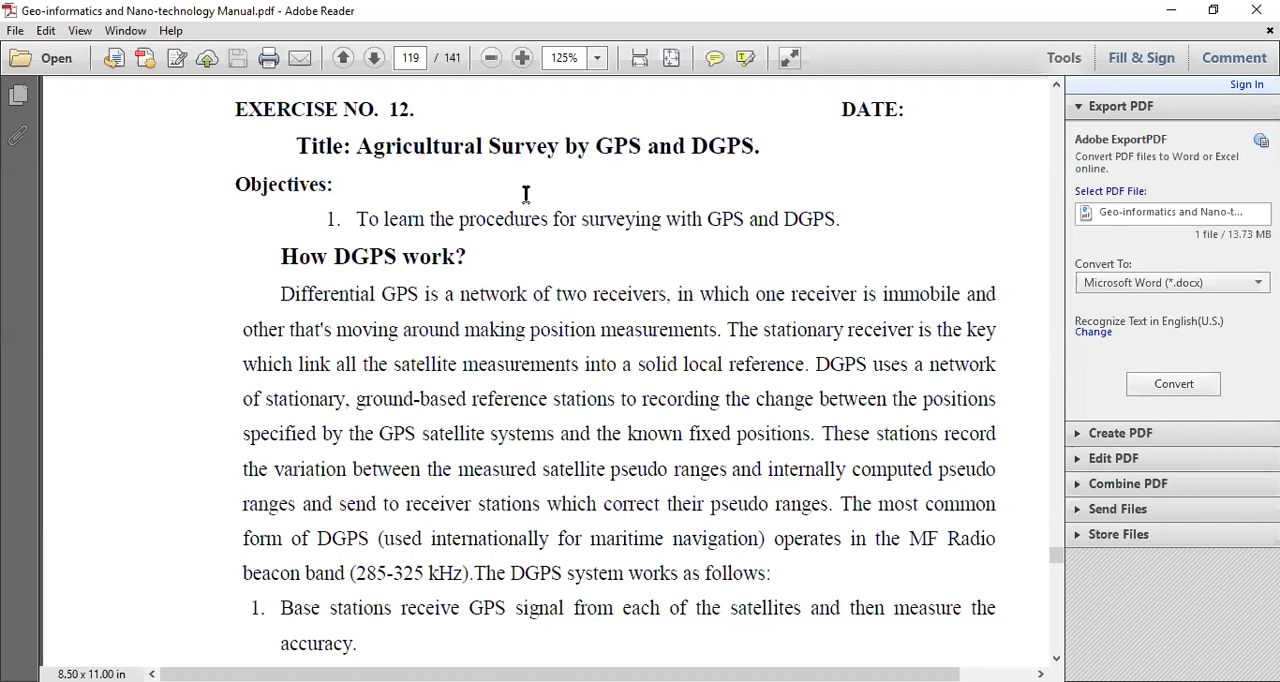 Geo-informatics and Nano-technology Manual.pdf - Adobe Reader
File Edit View Window Help
Open 119 / 141 125% Tools Fill & Sign Comment
Sign In
EXERCISE NO. 12. DATE:
Title: Agricultural Survey by GPS and DGPS.
Objectives:
1. To learn the procedures for surveying with GPS and DGPS.
How DGPS work?
Differential GPS is a network of two receivers, in which one receiver is immobile and
other that's moving around making position measurements. The stationary receiver is the key
which link all the satellite measurements into a solid local reference. DGPS uses a network
of stationary, ground-based reference stations to recording the change between the positions
specified by the GPS satellite systems and the known fixed positions. These stations record
the variation between the measured satellite pseudo ranges and internally computed pseudo
ranges and send to receiver stations which correct their pseudo ranges. The most common
form of DGPS (used internationally for maritime navigation) operates in the MF Radio
beacon band (285-325 kHz).The DGPS system works as follows:
1. Base stations receive GPS signal from each of the satellites and then measure the
accuracy.
8.50 x 11.00 in
Export PDF
Adobe ExportPDF
Convert PDF files to Word or Excel
online.
Select PDF File:
Geo-informatics and Nano-t...
1 file / 13.73 MB
Convert To:
Microsoft Word (*.docx)
Recognize Text in English(U.S.)
Change
Convert
Create PDF
Edit PDF
Combine PDF
Send Files
Store Files